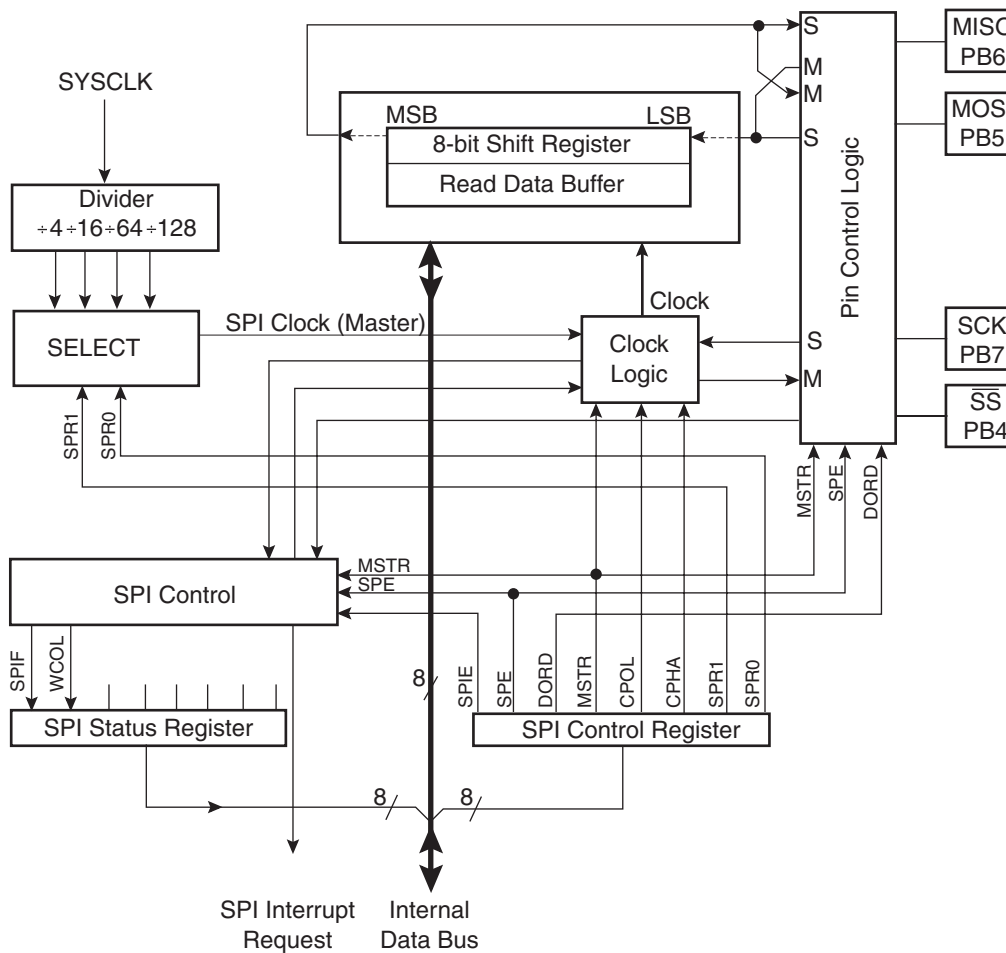 SYSCLK
Divider
÷4÷16÷64÷128
SELECT
SPR1
SPR0
MSB
LSB
8-bit Shift Register
Read Data Buffer
SPI Clock (Master)
Clock
Clock
Logic
S
M
M
S
S
M
Pin Control Logic
MISO
PB6
MOSI
PB5
SCK
PB7
SS
PB4
MSTR
SPE
DORD
SPI Control
MSTR
SPE
SPIF
WCOL
SPI Status Register
8
SPIE
SPE
DORD
MSTR
CPOL
CPHA
SPR1
SPR0
SPI Control Register
8
8
SPI Interrupt
Request
Internal
Data Bus